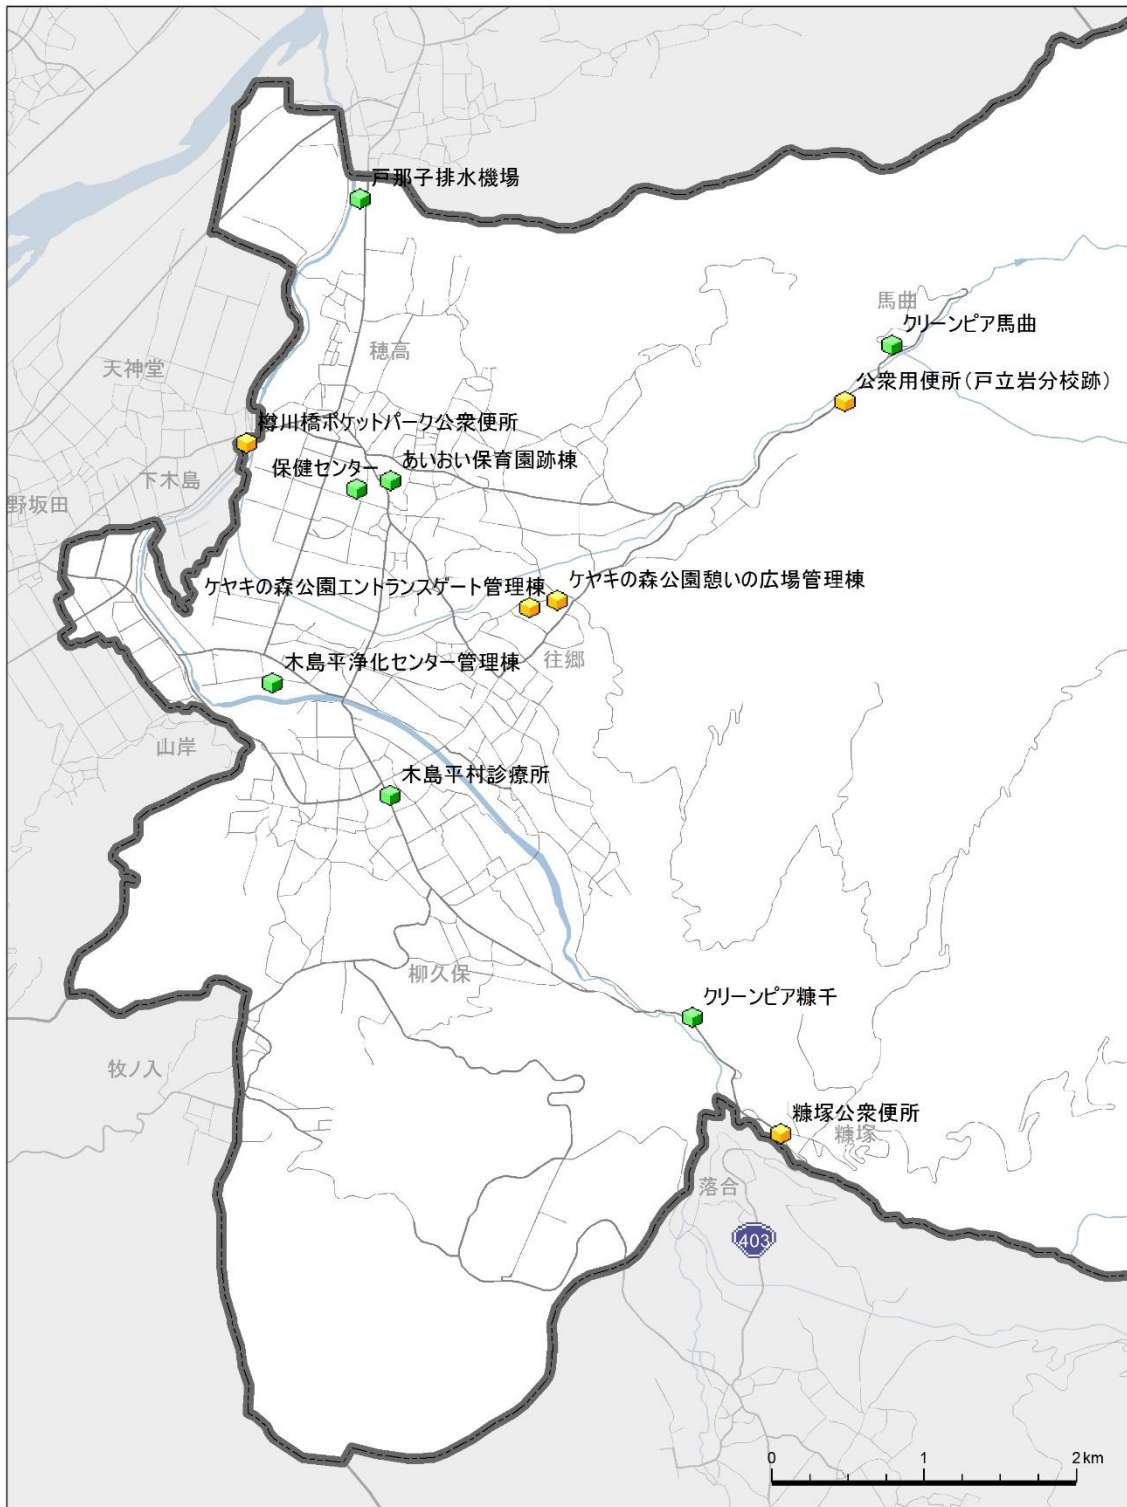 戸那子排水機場
馬曲
クリーンピア馬曲
穂高
天神堂
公衆用便所(戸立岩分校跡)
樽川橋ポケットパーク公衆便所
あいおい保育園跡棟
保健センター
下木島
野坂田
ケヤキの森公園エントランスゲート管理棟
ケヤキの森公園憩いの広場管理棟
往郷
木島平浄化センター管理棟
山岸
木島平村診療所
柳久保
クリーンピア糠千
牧ノ入
糠塚公衆便所
糠塚
落合
403
0 1 2km